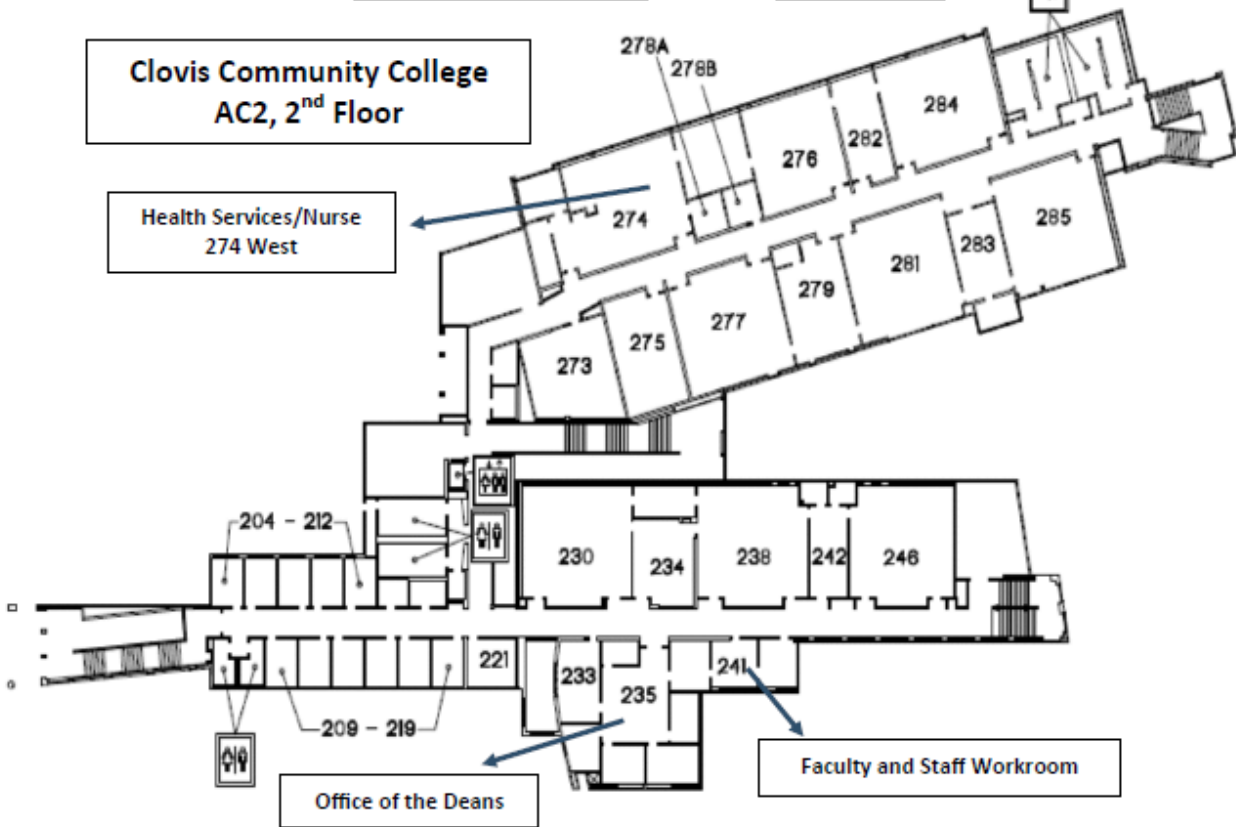 Clovis Community College
AC2, 2nd Floor
278A
278B
284
282
276
Health Services/Nurse
274 West
274
285
283
281
279
277
275
273
204 - 212
230
234
238
242
246
221
233
235
241
209 - 219
Office of the Deans
Faculty and Staff Workroom